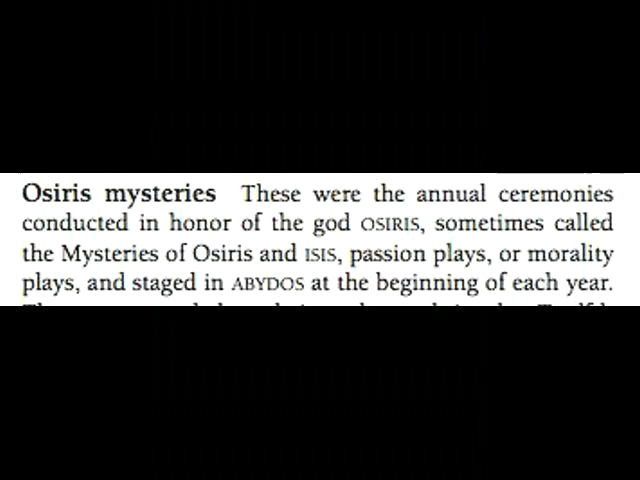 Osiris mysteries These were the annual ceremonies
conducted in honor of the god OSIRIS, sometimes called
the Mysteries of Osiris and ISIS, passion plays, or morality
plays, and staged in ABYDOS at the beginning of each year.